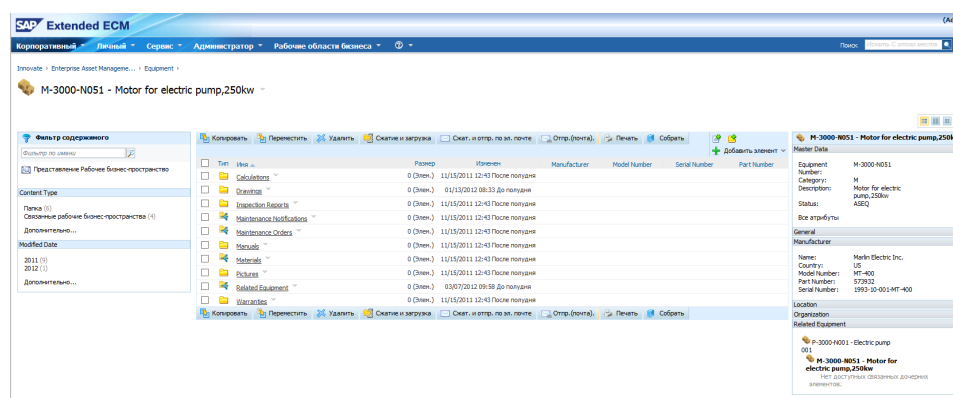 (Ad
SAP Extended ECM
Корпоративный Личный Сервис Администратор Рабочие области бизнеса
Поиск Искать С этого места
Innovate › Enterprise Asset Manageme... › Equipment ›
M-3000-N051 - Motor for electric pump,250kw
Фильтр содержимого
Фильтр по имени
Представление Рабочее бизнес-пространство
Content Type
Папка (6)
Связанные рабочие бизнес-пространства (4)
Дополнительно...
Modified Date
2011 (9)
2012 (1)
Дополнительно...
Копировать Переместить Удалить Сжатие и загрузка Сжат. и отпр. по эл. почте Отпр.(почта). Печать Собрать
Добавить элемент
Тип Имя Размер Изменен Manufacturer Model Number Serial Number Part Number
Calculations 0 (Элем.) 11/15/2011 12:43 После полудня
Drawings 0 (Элем.) 01/13/2012 08:33 До полудня
Inspection Reports 0 (Элем.) 11/15/2011 12:43 После полудня
Maintenance Notifications 0 (Элем.) 11/15/2011 12:43 После полудня
Maintenance Orders 0 (Элем.) 11/15/2011 12:43 После полудня
Manuals 0 (Элем.) 11/15/2011 12:43 После полудня
Materials 0 (Элем.) 11/15/2011 12:43 После полудня
Pictures 0 (Элем.) 11/15/2011 12:43 После полудня
Related Equipment 0 (Элем.) 03/07/2012 09:58 До полудня
Warranties 0 (Элем.) 11/15/2011 12:43 После полудня
Копировать Переместить Удалить Сжатие и загрузка Сжат. и отпр. по эл. почте Отпр.(почта). Печать Собрать
M-3000-N051 - Motor for electric pump,250k
Master Data
Equipment Number: M-3000-N051
Category: M
Description: Motor for electric
pump,250kw
Status: ASEQ
Все атрибуты
General
Manufacturer
Name: Marlin Electric Inc.
Country: US
Model Number: MT-400
Part Number: 573932
Serial Number: 1993-10-001-MT-400
Location
Organization
Related Equipment
P-3000-N001 - Electric pump
001
M-3000-N051 - Motor for
electric pump,250kw
Нет доступных связанных дочерних
элементов.